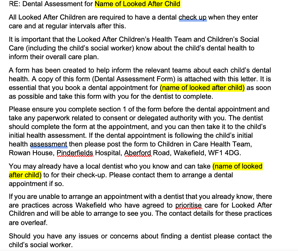 RE: Dental Assessment for Name of Looked After Child
All Looked After Children are required to have a dental check up when they enter
care and at regular intervals after this.
It is important that the Looked After Children's Health Team and Children's Social
Care (including the child's social worker) know about the child's dental health to
inform their overall care plan.
A form has been created to help inform the relevant teams about each child's dental
health. A copy of this form (Dental Assessment Form) is attached with this letter. It is
essential that you book a dental appointment for (name of looked after child) as soon
as possible and take this form with you for the dentist to complete.
Please ensure you complete section 1 of the form before the dental appointment and
take any paperwork related to consent or delegated authority with you. The dentist
should complete the form at the appointment, and you can then take it to the child's
initial health assessment. If the dental appointment is following the child's initial
health assessment then please post the form to Children in Care Health Team,
Rowan House, Pinderfields Hospital, Aberford Road, Wakefield, WF1 4DG.
You may already have a local dentist who you know and can take (name of looked
after child) to for their check-up. Please contact them to arrange a dental
appointment if so.
If you are unable to arrange an appointment with a dentist that you already know, there
are practices across Wakefield who have agreed to prioritise care for Looked After
Children and will be able to arrange to see you. The contact details for these practices
are overleaf.
Should you have any issues or concerns about finding a dentist please contact the
child's social worker.